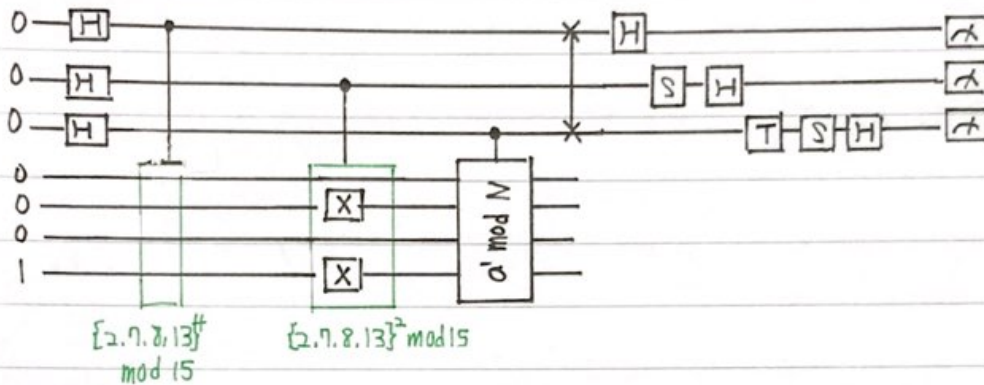 0 H H
0 H S H
0 H T S H
0
0 X
0
1 X
a' mod N
{2.7.8.13}⁴ {2.7.8.13}² mod 15
mod 15